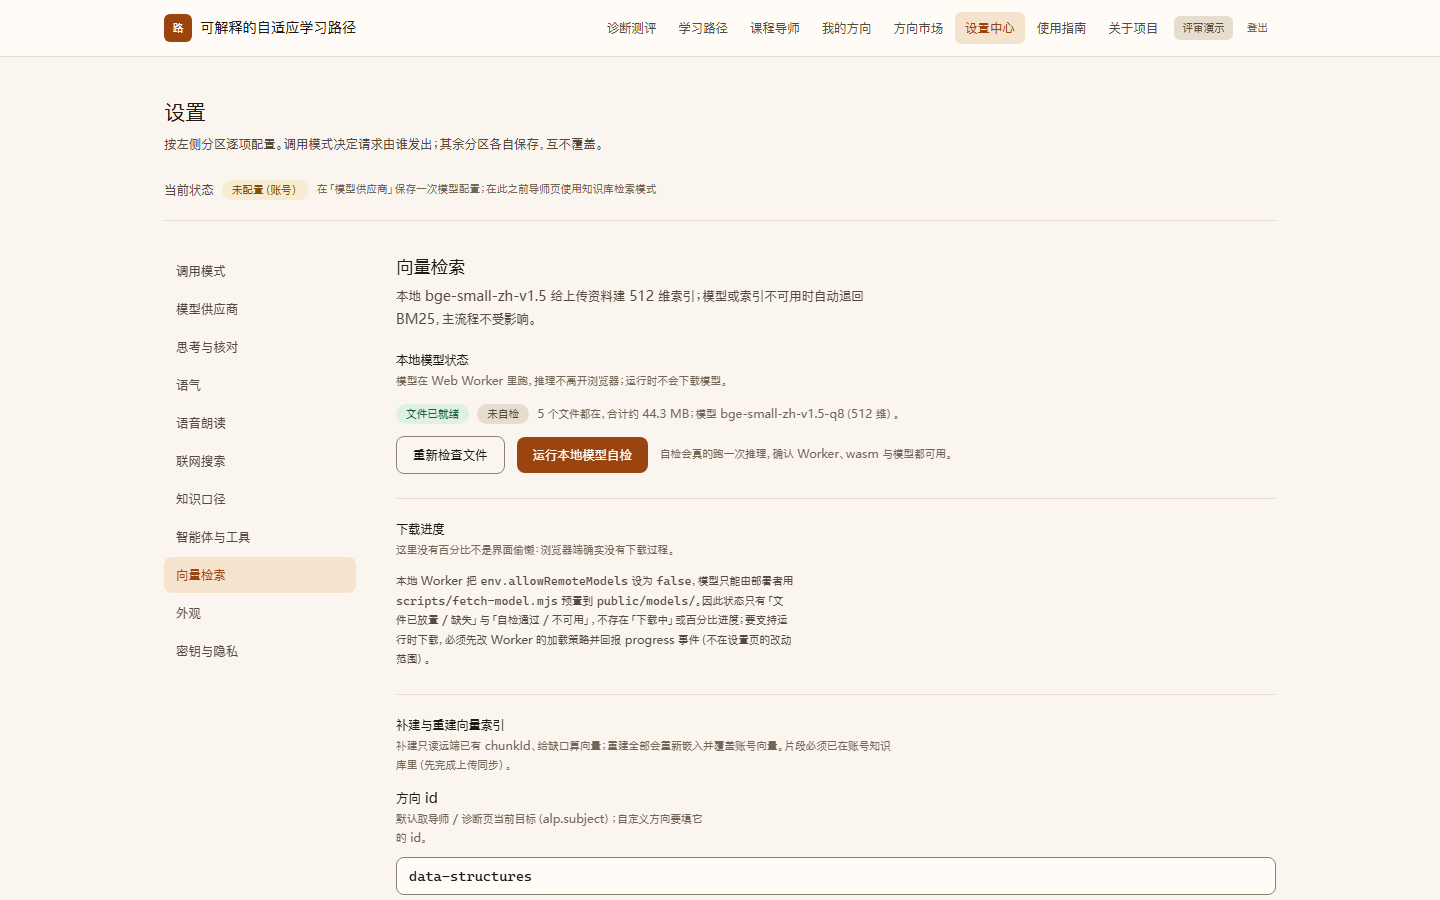 路 可解释的自适应学习路径 诊断测评 学习路径 课程导师 我的方向 方向市场 设置中心 使用指南 关于项目 评审演示 登出
设置
按左侧分区逐项配置。调用模式决定请求由谁发出；其余分区各自保存，互不覆盖。
当前状态 未配置（账号） 在「模型供应商」保存一次模型配置；在此之前导师页使用知识库检索模式
调用模式
模型供应商
思考与核对
语气
语音朗读
联网搜索
知识口径
智能体与工具
向量检索
外观
密钥与隐私
向量检索
本地 bge-small-zh-v1.5 给上传资料建 512 维索引；模型或索引不可用时自动退回
BM25，主流程不受影响。
本地模型状态
模型在 Web Worker 里跑，推理不离开浏览器；运行时不会下载模型。
文件已就绪 未自检 5 个文件都在，合计约 44.3 MB；模型 bge-small-zh-v1.5-q8（512 维）。
重新检查文件 运行本地模型自检 自检会真的跑一次推理，确认 Worker、wasm 与模型都可用。
下载进度
这里没有百分比不是界面偷懒：浏览器端确实没有下载过程。
本地 Worker 把 env.allowRemoteModels 设为 false，模型只能由部署者用
scripts/fetch-model.mjs 预置到 public/models/。因此状态只有「文
件已放置 / 缺失」与「自检通过 / 不可用」，不存在「下载中」或百分比进度；要支持运
行时下载，必须先改 Worker 的加载策略并回报 progress 事件（不在设置页的改动
范围）。
补建与重建向量索引
补建只读远端已有 chunkId、给缺口算向量；重建全部会重新嵌入并覆盖账号向量。片段必须已在账号知识
库里（先完成上传同步）。
方向 id
默认取导师 / 诊断页当前目标（alp.subject）；自定义方向要填它
的 id。
data-structures